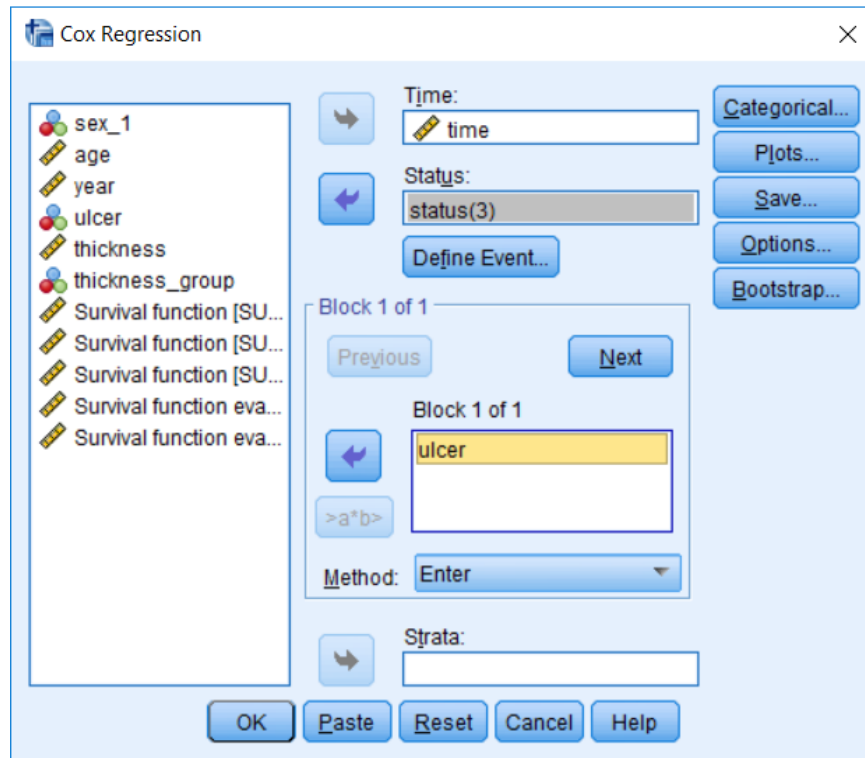 Cox Regression
sex_1
age
year
ulcer
thickness
thickness_group
Survival function [SU...
Survival function [SU...
Survival function [SU...
Survival function eva...
Survival function eva...
Time:
time
Status:
status(3)
Define Event...
Block 1 of 1
Previous
Next
Block 1 of 1
ulcer
>a*b>
Method: Enter
Strata:
Categorical...
Plots...
Save...
Options...
Bootstrap...
OK Paste Reset Cancel Help